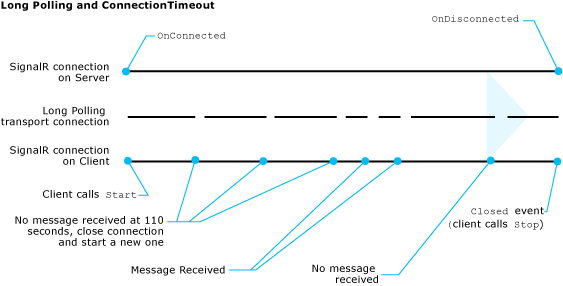 Long Polling and ConnectionTimeout
OnDisconnected
OnConnected
SignalR connection
on Server
Long Polling
transport connection
SignalR connection
on Client
Client calls Start
No message received at 110
seconds, close connection
and start a new one
Closed event
(client calls Stop)
Message Received
No message
received